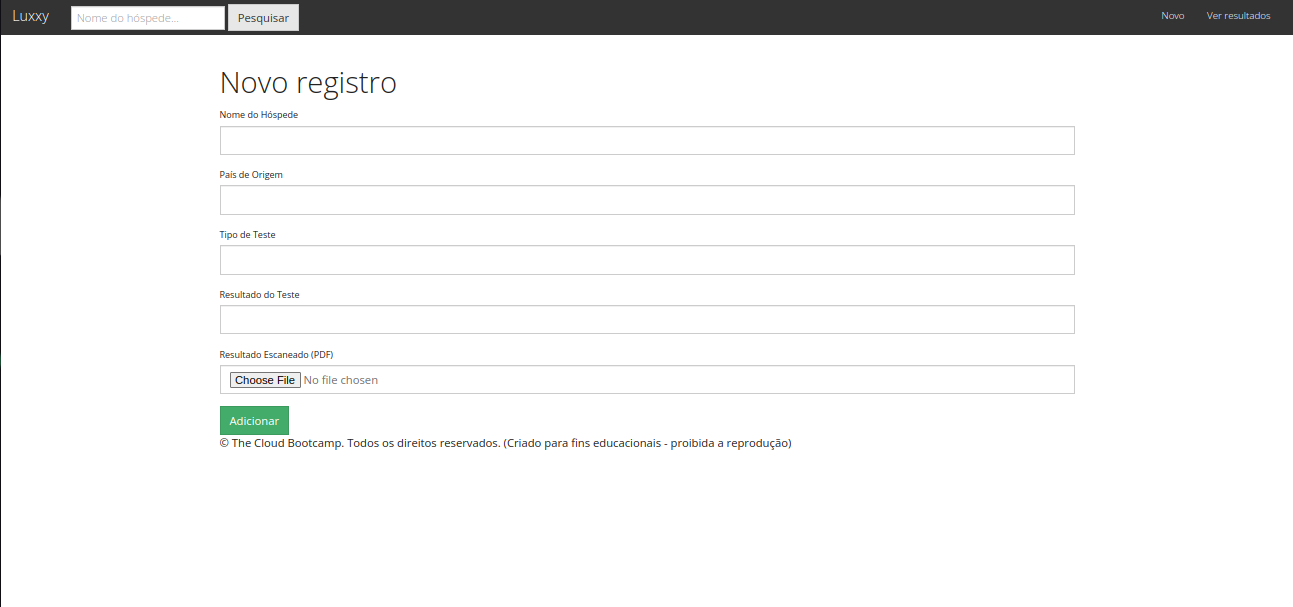 Luxxy Nome do hóspede... Pesquisar Novo Ver resultados
Novo registro
Nome do Hóspede
País de Origem
Tipo de Teste
Resultado do Teste
Resultado Escaneado (PDF)
Choose File No file chosen
Adicionar
© The Cloud Bootcamp. Todos os direitos reservados. (Criado para fins educacionais - proibida a reprodução)